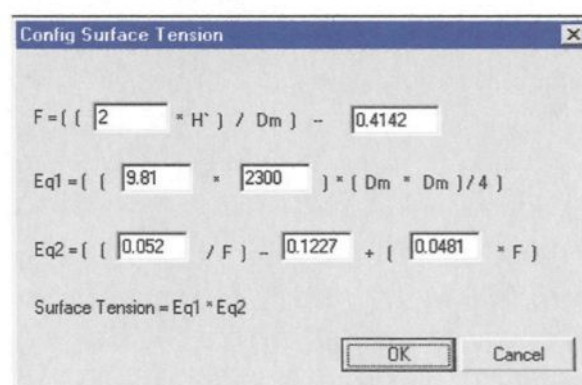 Config Surface Tension
F = ( ( 2 * H` ) / Dm ) - 0.4142
Eq1 = ( ( 9.81 * 2300 ) * ( Dm * Dm ) / 4 )
Eq2 = ( ( 0.052 / F ) - 0.1227 + ( 0.0481 * F )
Surface Tension = Eq1 * Eq2
OK Cancel